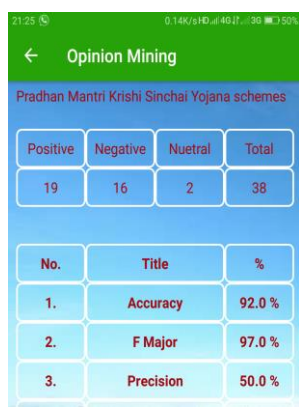 21:25 0.14K/s HD 4G 3G 50%
← Opinion Mining
Pradhan Mantri Krishi Sinchai Yojana schemes
Positive Negative Nuetral Total
19 16 2 38
No. Title %
1. Accuracy 92.0 %
2. F Major 97.0 %
3. Precision 50.0 %